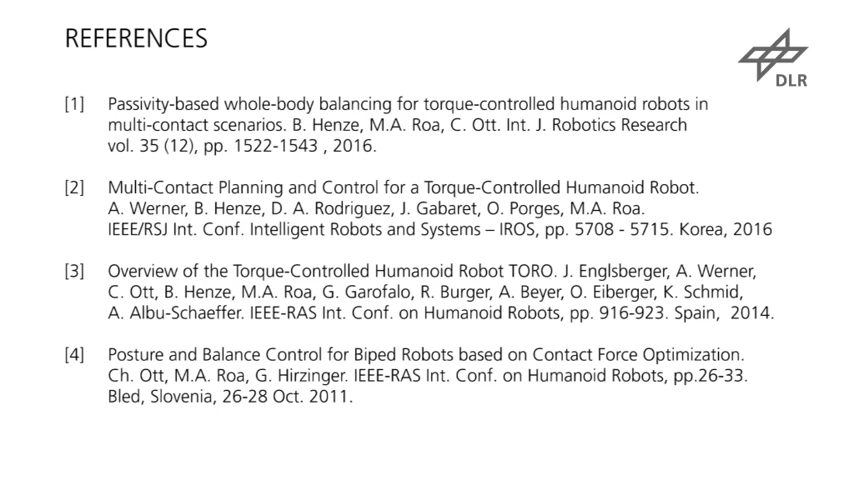 REFERENCES
DLR
[1] Passivity-based whole-body balancing for torque-controlled humanoid robots in
multi-contact scenarios. B. Henze, M.A. Roa, C. Ott. Int. J. Robotics Research
vol. 35 (12), pp. 1522-1543 , 2016.
[2] Multi-Contact Planning and Control for a Torque-Controlled Humanoid Robot.
A. Werner, B. Henze, D. A. Rodriguez, J. Gabaret, O. Porges, M.A. Roa.
IEEE/RSJ Int. Conf. Intelligent Robots and Systems – IROS, pp. 5708 - 5715. Korea, 2016
[3] Overview of the Torque-Controlled Humanoid Robot TORO. J. Englsberger, A. Werner,
C. Ott, B. Henze, M.A. Roa, G. Garofalo, R. Burger, A. Beyer, O. Eiberger, K. Schmid,
A. Albu-Schaeffer. IEEE-RAS Int. Conf. on Humanoid Robots, pp. 916-923. Spain, 2014.
[4] Posture and Balance Control for Biped Robots based on Contact Force Optimization.
Ch. Ott, M.A. Roa, G. Hirzinger. IEEE-RAS Int. Conf. on Humanoid Robots, pp.26-33.
Bled, Slovenia, 26-28 Oct. 2011.